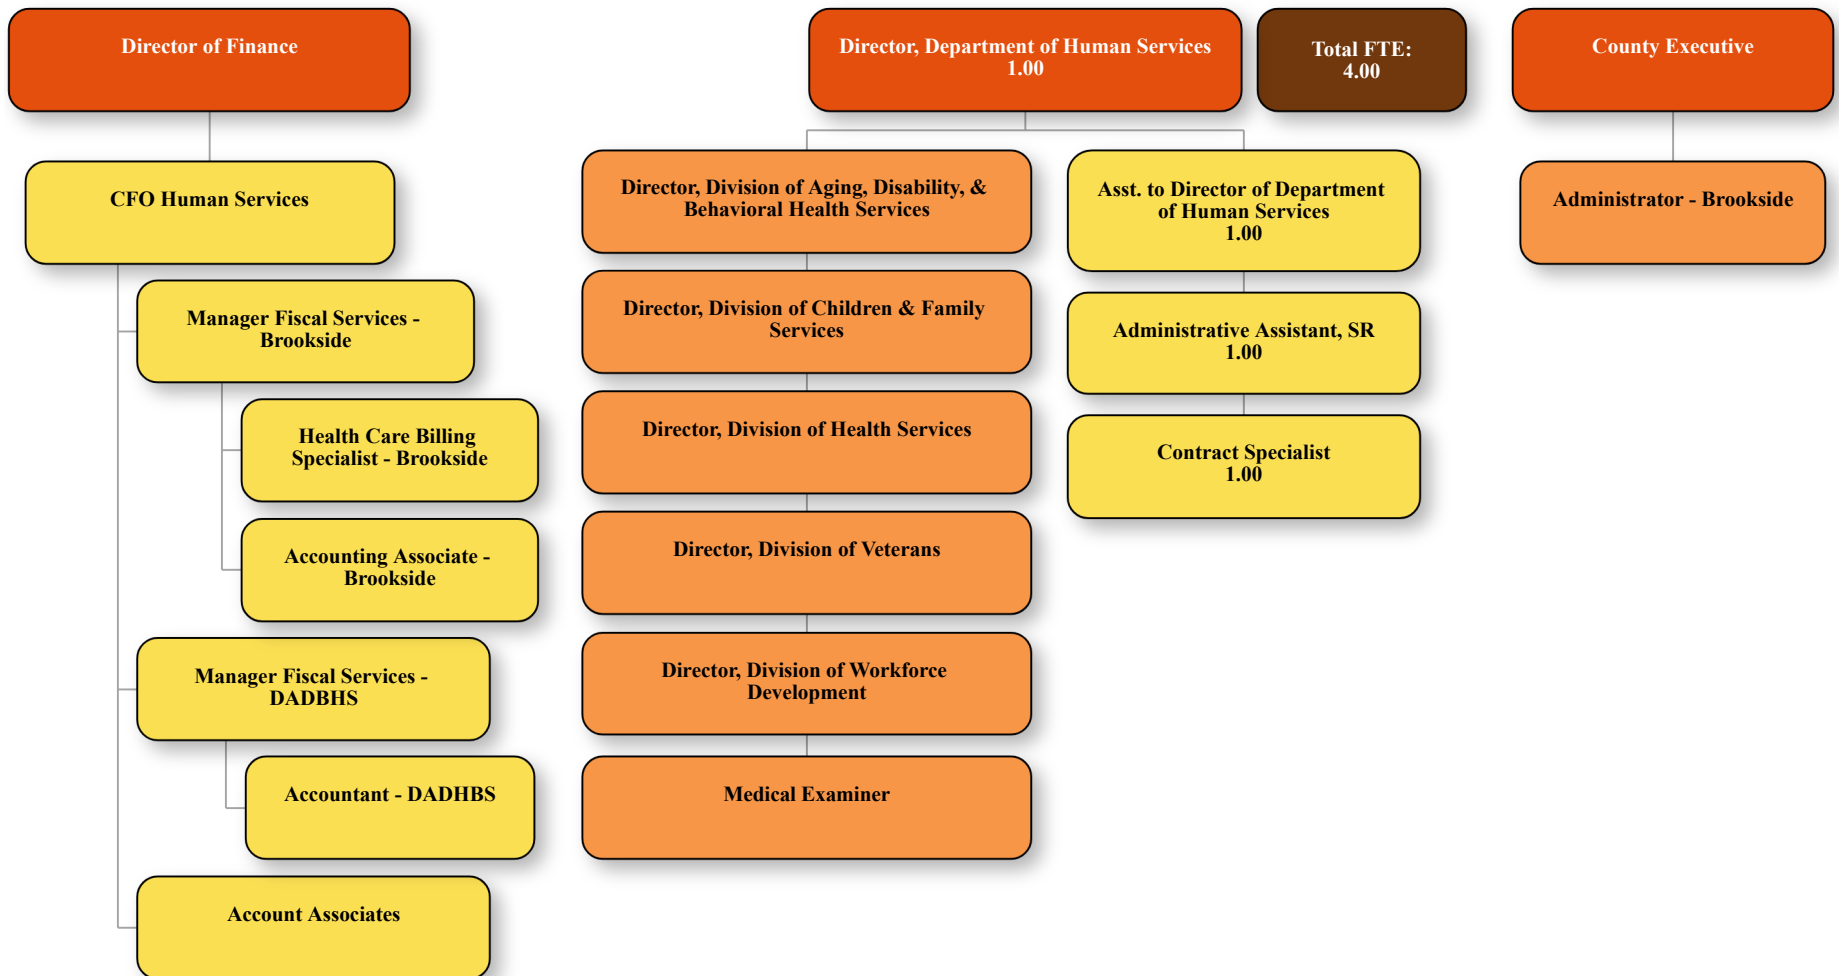 Director of Finance
CFO Human Services
Manager Fiscal Services -
Brookside
Health Care Billing
Specialist - Brookside
Accounting Associate -
Brookside
Manager Fiscal Services -
DADBHS
Accountant - DADHBS
Account Associates
Director, Department of Human Services
1.00
Total FTE:
4.00
Director, Division of Aging, Disability, &
Behavioral Health Services
Director, Division of Children & Family
Services
Director, Division of Health Services
Director, Division of Veterans
Director, Division of Workforce
Development
Medical Examiner
Asst. to Director of Department
of Human Services
1.00
Administrative Assistant, SR
1.00
Contract Specialist
1.00
County Executive
Administrator - Brookside